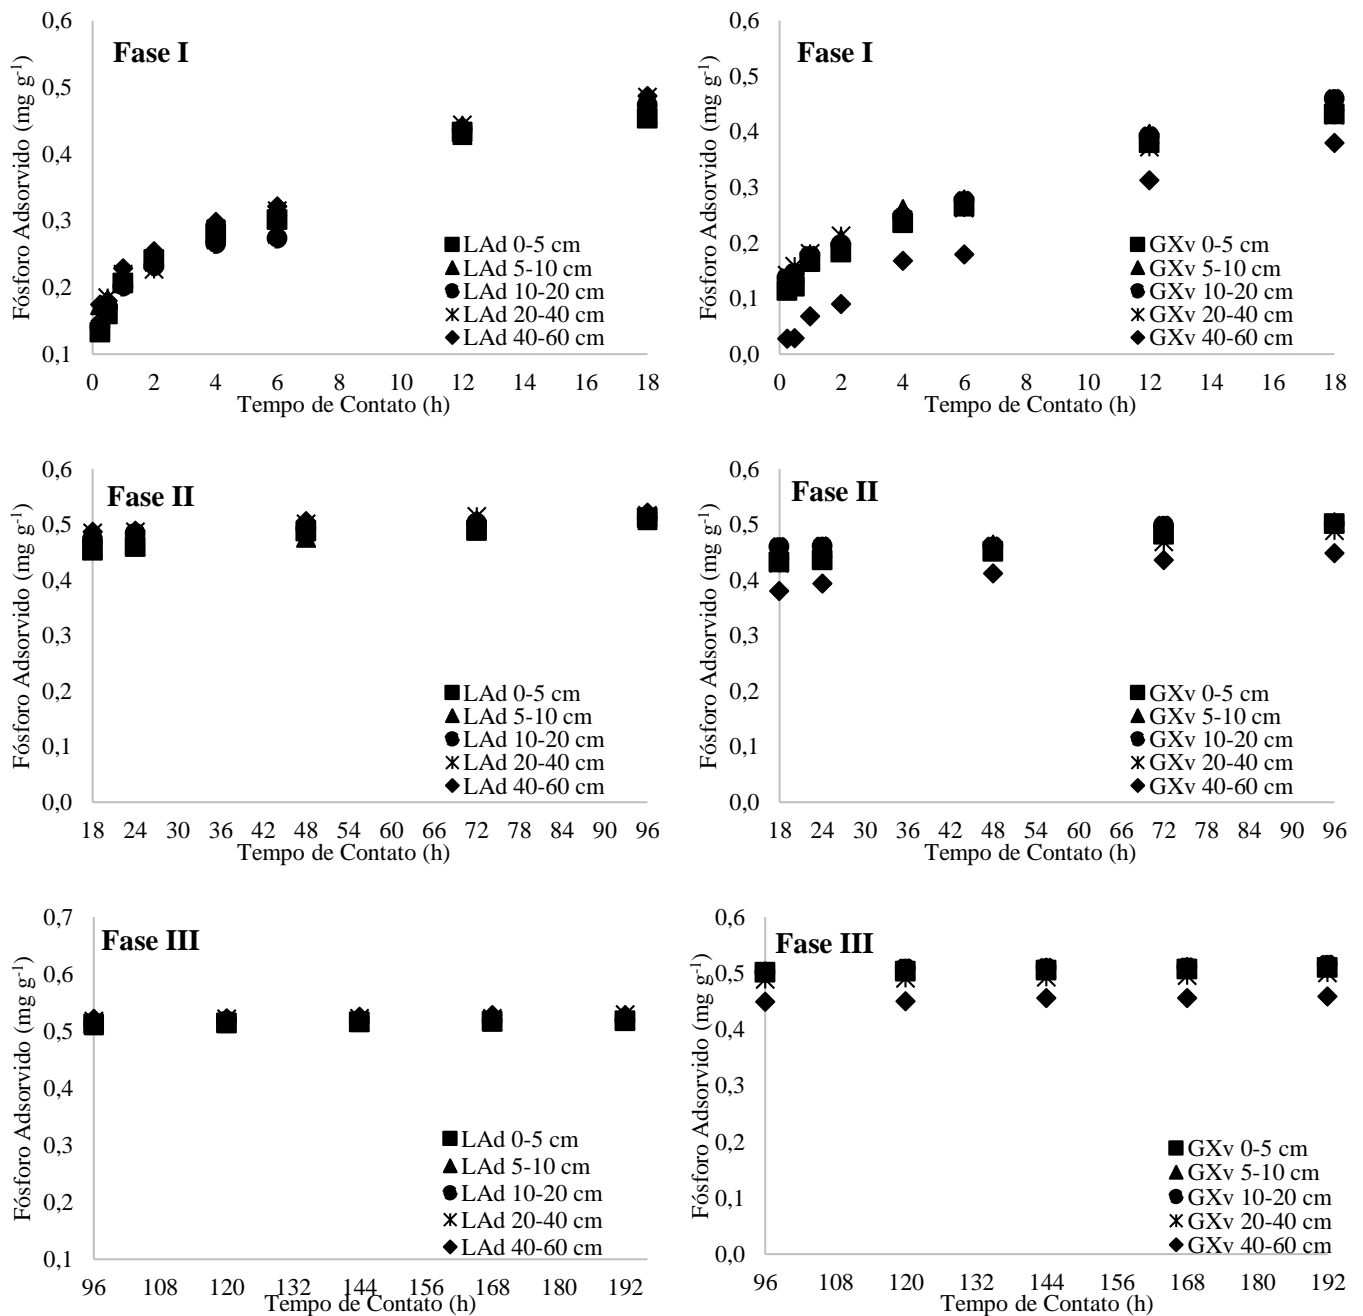 Fase I
Fósforo Adsorvido (mg g-1)
0,6
0,5
0,4
0,3
0,2
0,1
LAd 0-5 cm
LAd 5-10 cm
LAd 10-20 cm
LAd 20-40 cm
LAd 40-60 cm
0 2 4 6 8 10 12 14 16 18
Tempo de Contato (h)
Fase I
Fósforo Adsorvido (mg g-1)
0,6
0,5
0,4
0,3
0,2
0,1
0,0
GXv 0-5 cm
GXv 5-10 cm
GXv 10-20 cm
GXv 20-40 cm
GXv 40-60 cm
0 2 4 6 8 10 12 14 16 18
Tempo de Contato (h)
Fase II
Fósforo Adsorvido (mg g-1)
0,6
0,5
0,4
0,3
0,2
0,1
0,0
LAd 0-5 cm
LAd 5-10 cm
LAd 10-20 cm
LAd 20-40 cm
LAd 40-60 cm
18 24 30 36 42 48 54 60 66 72 78 84 90 96
Tempo de Contato (h)
Fase II
Fósforo Adsorvido (mg g-1)
0,6
0,5
0,4
0,3
0,2
0,1
0,0
GXv 0-5 cm
GXv 5-10 cm
GXv 10-20 cm
GXv 20-40 cm
GXv 40-60 cm
18 24 30 36 42 48 54 60 66 72 78 84 90 96
Tempo de Contato (h)
Fase III
Fósforo Adsorvido (mg g-1)
0,7
0,6
0,5
0,4
0,3
0,2
0,1
LAd 0-5 cm
LAd 5-10 cm
LAd 10-20 cm
LAd 20-40 cm
LAd 40-60 cm
96 108 120 132 144 156 168 180 192
Tempo de Contato (h)
Fase III
Fósforo Adsorvido (mg g-1)
0,6
0,5
0,4
0,3
0,2
0,1
0,0
GXv 0-5 cm
GXv 5-10 cm
GXv 10-20 cm
GXv 20-40 cm
GXv 40-60 cm
96 108 120 132 144 156 168 180 192
Tempo de Contato (h)